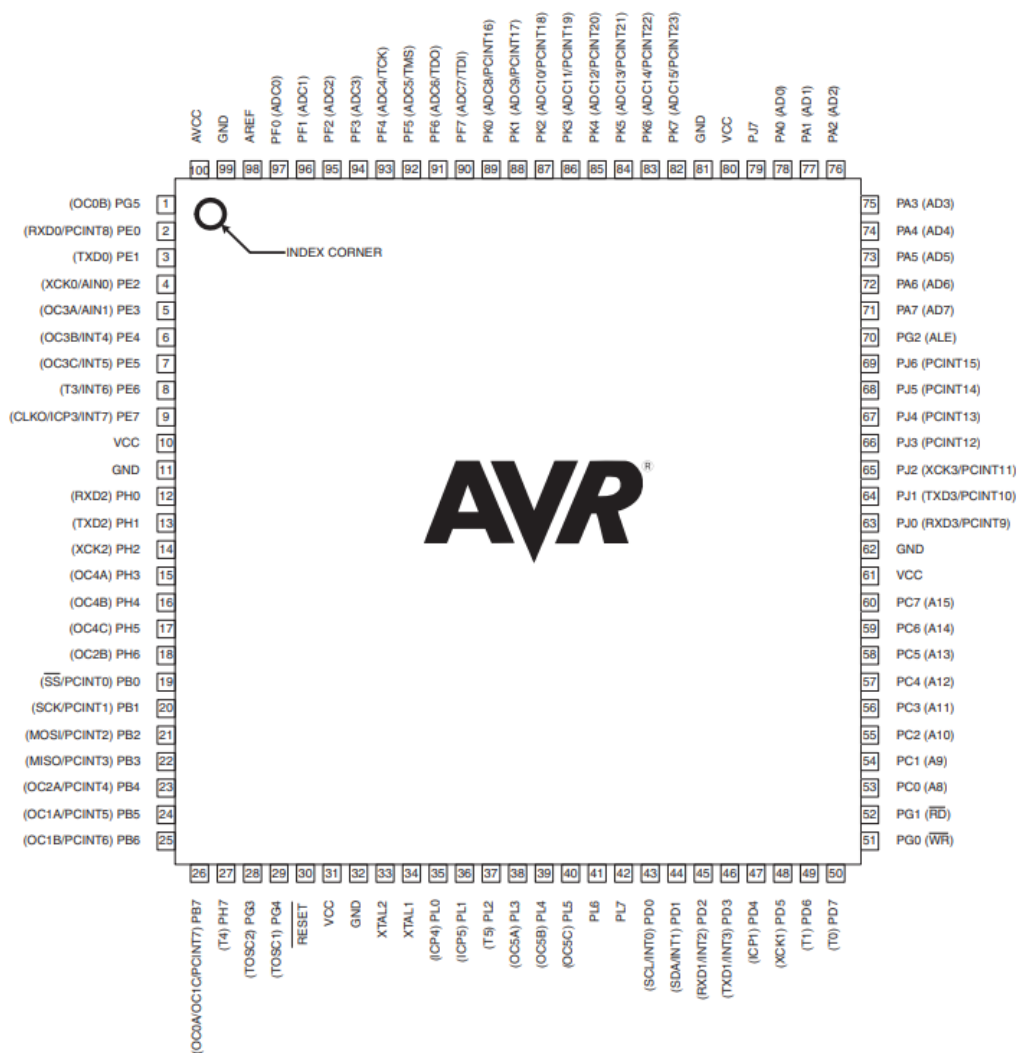 AVCC
GND
AREF
PF0 (ADC0)
PF1 (ADC1)
PF2 (ADC2)
PF3 (ADC3)
PF4 (ADC4/TCK)
PF5 (ADC5/TMS)
PF6 (ADC6/TDO)
PF7 (ADC7/TDI)
PK0 (ADC8/PCINT16)
PK1 (ADC9/PCINT17)
PK2 (ADC10/PCINT18)
PK3 (ADC11/PCINT19)
PK4 (ADC12/PCINT20)
PK5 (ADC13/PCINT21)
PK6 (ADC14/PCINT22)
PK7 (ADC15/PCINT23)
GND
VCC
PJ7
PA0 (AD0)
PA1 (AD1)
PA2 (AD2)
100 99 98 97 96 95 94 93 92 91 90 89 88 87 86 85 84 83 82 81 80 79 78 77 76
(OC0B) PG5 1
(RXD0/PCINT8) PE0 2
(TXD0) PE1 3
(XCK0/AIN0) PE2 4
(OC3A/AIN1) PE3 5
(OC3B/INT4) PE4 6
(OC3C/INT5) PE5 7
(T3/INT6) PE6 8
(CLKO/ICP3/INT7) PE7 9
VCC 10
GND 11
(RXD2) PH0 12
(TXD2) PH1 13
(XCK2) PH2 14
(OC4A) PH3 15
(OC4B) PH4 16
(OC4C) PH5 17
(OC2B) PH6 18
(SS/PCINT0) PB0 19
(SCK/PCINT1) PB1 20
(MOSI/PCINT2) PB2 21
(MISO/PCINT3) PB3 22
(OC2A/PCINT4) PB4 23
(OC1A/PCINT5) PB5 24
(OC1B/PCINT6) PB6 25
INDEX CORNER
AVR®
75 PA3 (AD3)
74 PA4 (AD4)
73 PA5 (AD5)
72 PA6 (AD6)
71 PA7 (AD7)
70 PG2 (ALE)
69 PJ6 (PCINT15)
68 PJ5 (PCINT14)
67 PJ4 (PCINT13)
66 PJ3 (PCINT12)
65 PJ2 (XCK3/PCINT11)
64 PJ1 (TXD3/PCINT10)
63 PJ0 (RXD3/PCINT9)
62 GND
61 VCC
60 PC7 (A15)
59 PC6 (A14)
58 PC5 (A13)
57 PC4 (A12)
56 PC3 (A11)
55 PC2 (A10)
54 PC1 (A9)
53 PC0 (A8)
52 PG1 (RD)
51 PG0 (WR)
26 27 28 29 30 31 32 33 34 35 36 37 38 39 40 41 42 43 44 45 46 47 48 49 50
(OC0A/OC1C/PCINT7) PB7
(T4) PH7
(TOSC2) PG3
(TOSC1) PG4
RESET
VCC
GND
XTAL2
XTAL1
(ICP4) PL0
(ICP5) PL1
(T5) PL2
(OC5A) PL3
(OC5B) PL4
(OC5C) PL5
PL6
PL7
(SCL/INT0) PD0
(SDA/INT1) PD1
(RXD1/INT2) PD2
(TXD1/INT3) PD3
(ICP1) PD4
(XCK1) PD5
(T1) PD6
(T0) PD7